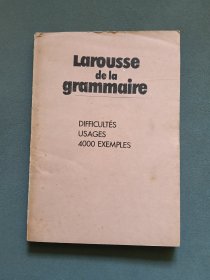 Larousse
de la
grammaire
DIFFICULTÉS
USAGES
4000 EXEMPLES